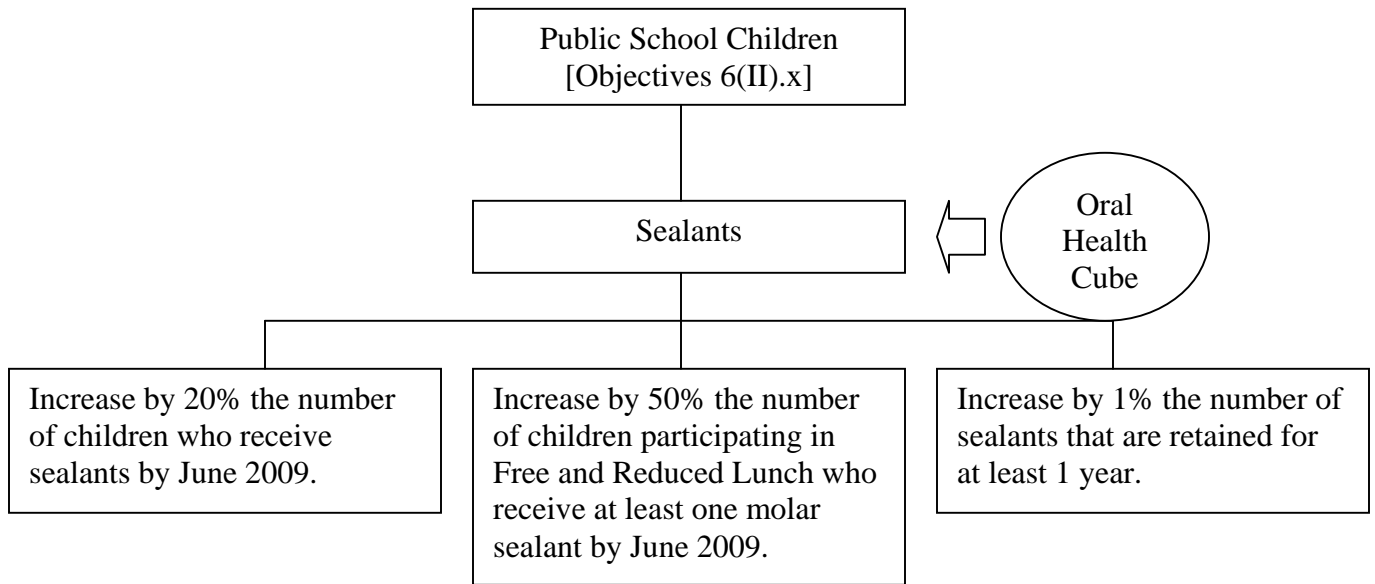 Public School Children
[Objectives 6(II).x]
Sealants
Oral
Health
Cube
Increase by 20% the number
of children who receive
sealants by June 2009.
Increase by 50% the number
of children participating in
Free and Reduced Lunch who
receive at least one molar
sealant by June 2009.
Increase by 1% the number of
sealants that are retained for
at least 1 year.